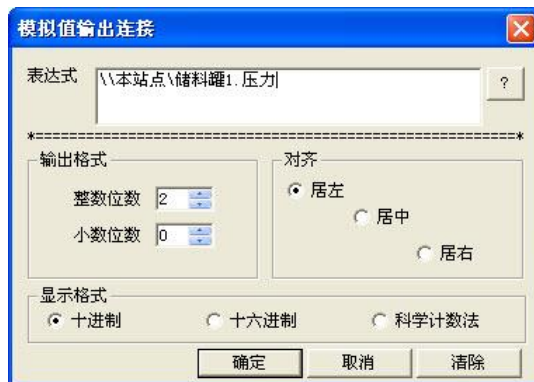 模拟值输出连接
表达式 \\本站点\储料罐1.压力 ?
*=========================================================*
输出格式 对齐
整数位数 2 居左
居中
小数位数 0
居右
显示格式
十进制 十六进制 科学计数法
确定 取消 清除